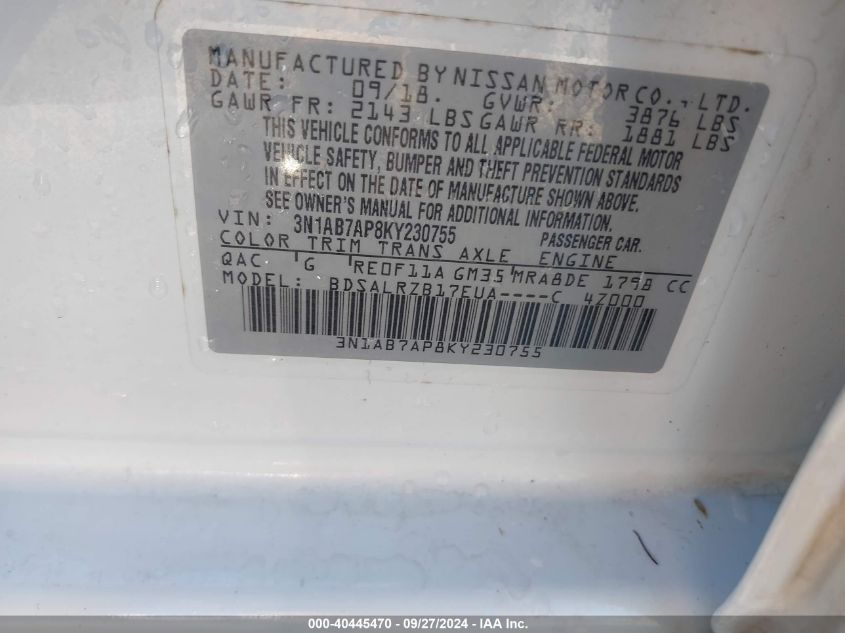 MANUFACTURED BY NISSAN MOTOR CO., LTD.
DATE: 09/18. GVWR: 3876 LBS
GAWR FR: 2143 LBS GAWR RR: 1881 LBS
THIS VEHICLE CONFORMS TO ALL APPLICABLE FEDERAL MOTOR
VEHICLE SAFETY, BUMPER AND THEFT PREVENTION STANDARDS
IN EFFECT ON THE DATE OF MANUFACTURE SHOWN ABOVE.
SEE OWNER'S MANUAL FOR ADDITIONAL INFORMATION.
VIN: 3N1AB7AP8KY230755 PASSENGER CAR.
COLOR TRIM TRANS AXLE ENGINE
QAC G RE0F11A GM35 MRA8DE 1798 CC
MODEL: BDSALRZB17EUA----C 4Z000
3N1AB7AP8KY230755
000-40445470 - 09/27/2024 - IAA Inc.